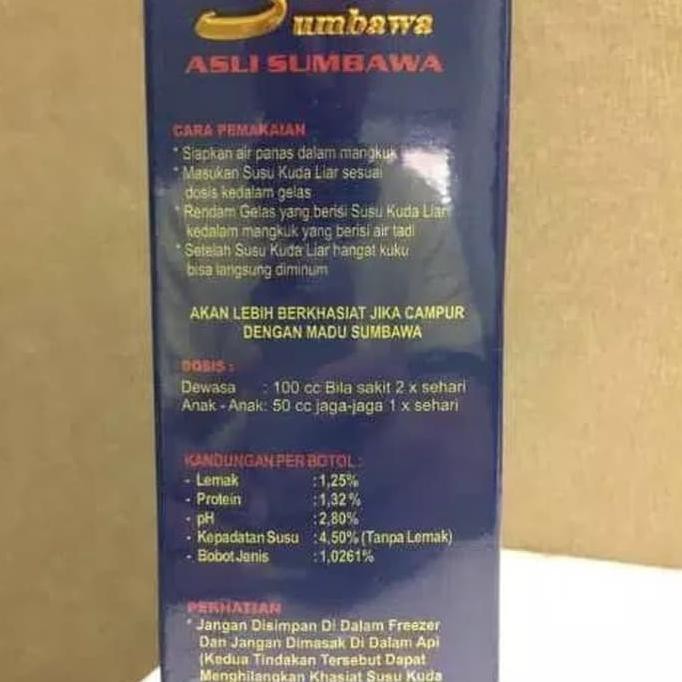 Sumbawa
ASLI SUMBAWA
CARA PEMAKAIAN
* Siapkan air panas dalam mangkuk
* Masukan Susu Kuda Liar sesuai
dosis kedalam gelas
* Rendam Gelas yang berisi Susu Kuda Liar
kedalam mangkuk yang berisi air tadi
* Setelah Susu Kuda Liar hangat kuku
bisa langsung diminum
AKAN LEBIH BERKHASIAT JIKA CAMPUR
DENGAN MADU SUMBAWA
DOSIS :
Dewasa : 100 cc Bila sakit 2 x sehari
Anak - Anak: 50 cc jaga-jaga 1 x sehari
KANDUNGAN PER BOTOL :
- Lemak :1,25%
- Protein :1,32 %
- pH :2,80%
- Kepadatan Susu :4,50% (Tanpa Lemak)
- Bobot Jenis :1,0261%
PERHATIAN
* Jangan Disimpan Di Dalam Freezer
Dan Jangan Dimasak Di Dalam Api
(Kedua Tindakan Tersebut Dapat
Menghilangkan Khasiat Susu Kuda